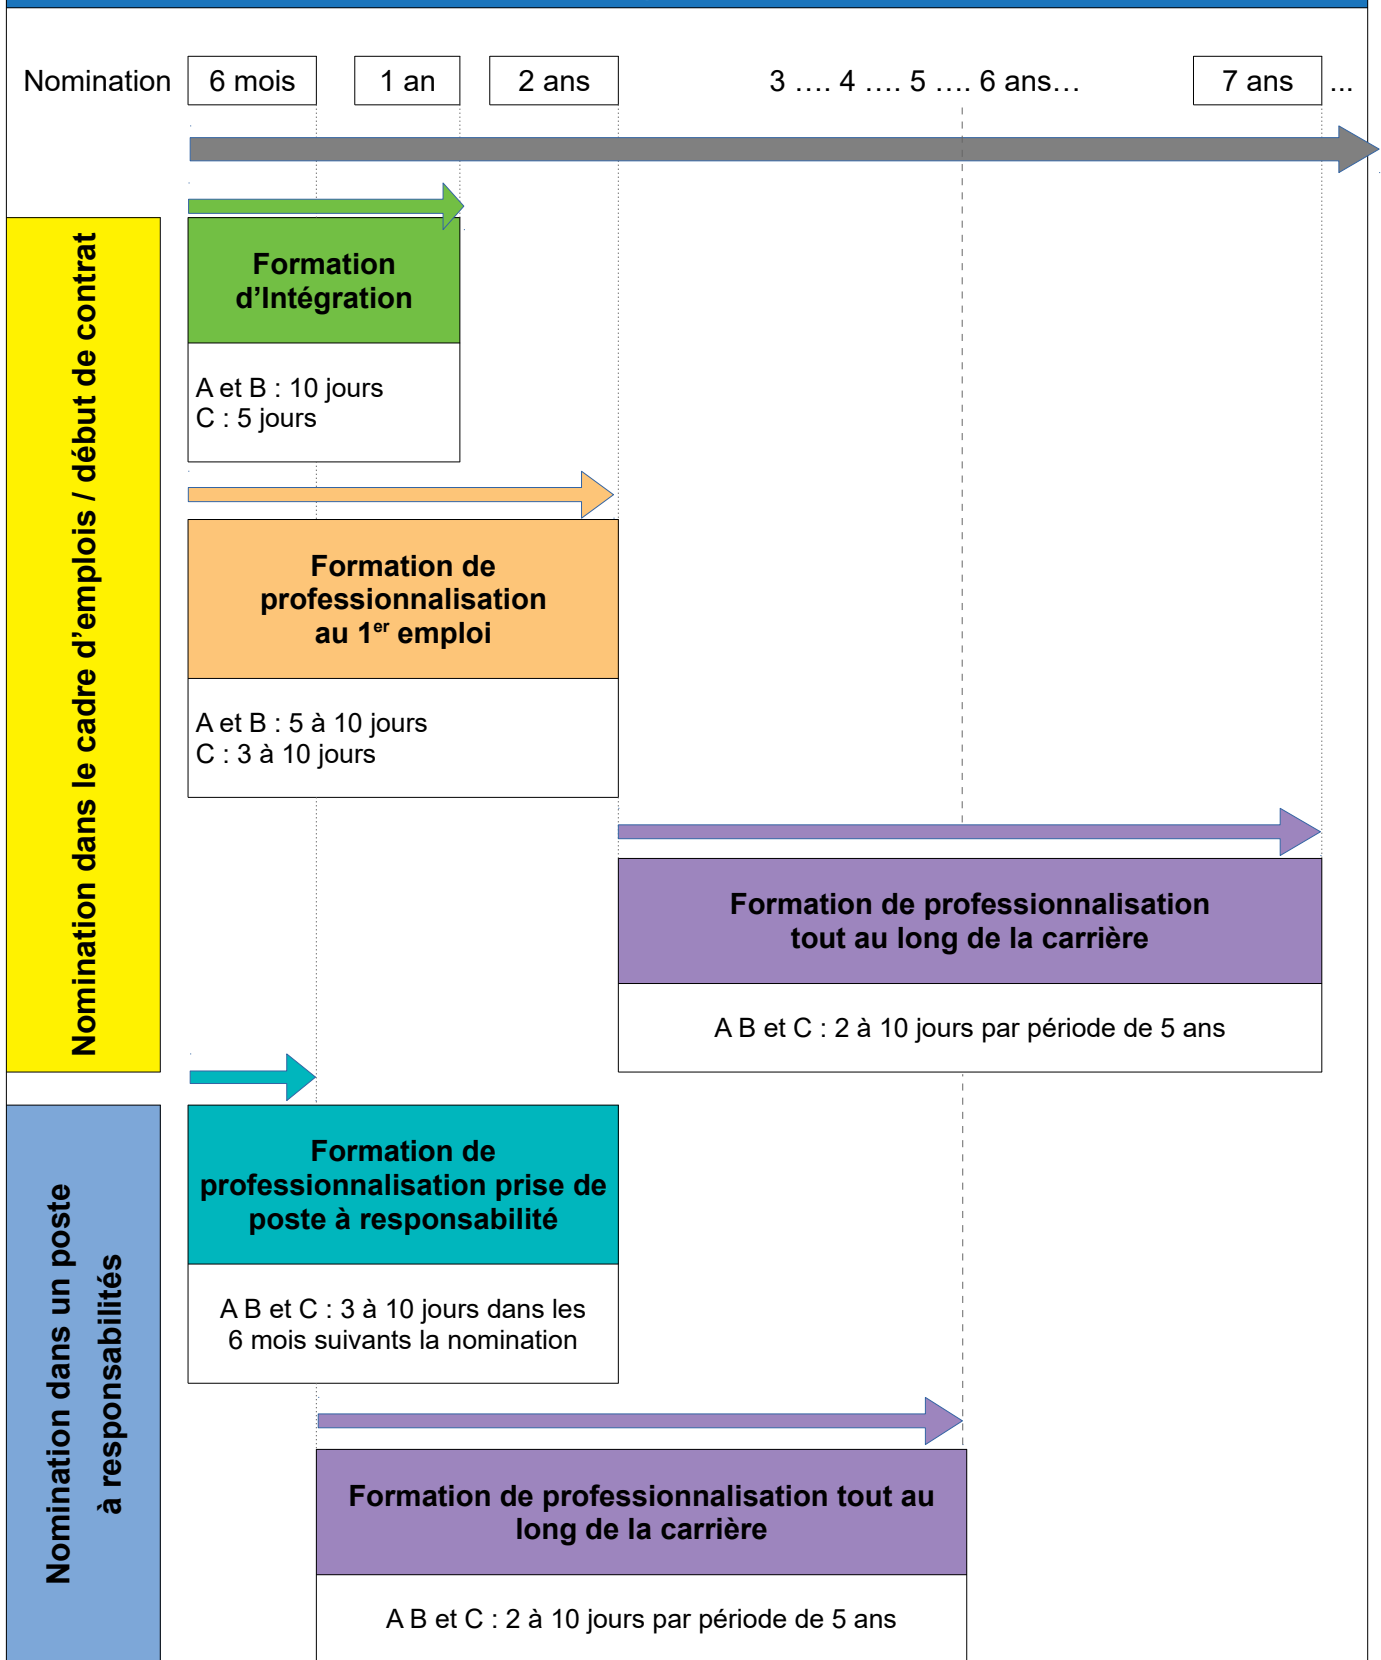 Nomination 6 mois 1 an 2 ans 3 …. 4 …. 5 …. 6 ans… 7 ans ...
Nomination dans le cadre d’emplois / début de contrat
Formation
d’Intégration
A et B : 10 jours
C : 5 jours
Formation de
professionnalisation
au 1er emploi
A et B : 5 à 10 jours
C : 3 à 10 jours
Formation de professionnalisation
tout au long de la carrière
A B et C : 2 à 10 jours par période de 5 ans
Nomination dans un poste
à responsabilités
Formation de
professionnalisation prise de
poste à responsabilité
A B et C : 3 à 10 jours dans les
6 mois suivants la nomination
Formation de professionnalisation tout au
long de la carrière
A B et C : 2 à 10 jours par période de 5 ans